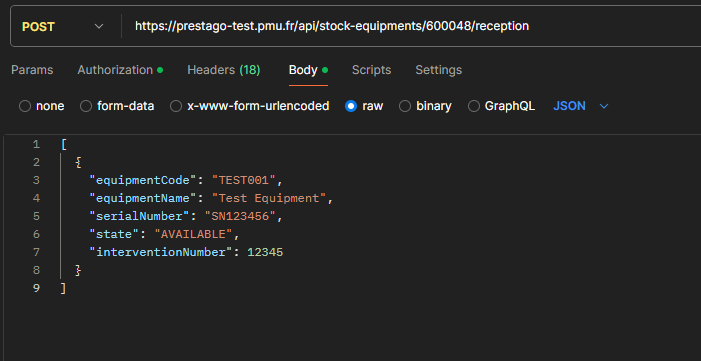 POST https://prestago-test.pmu.fr/api/stock-equipments/600048/reception
Params Authorization Headers (18) Body Scripts Settings
none form-data x-www-form-urlencoded raw binary GraphQL JSON
1 [
2 {
3 "equipmentCode": "TEST001",
4 "equipmentName": "Test Equipment",
5 "serialNumber": "SN123456",
6 "state": "AVAILABLE",
7 "interventionNumber": 12345
8 }
9 ]